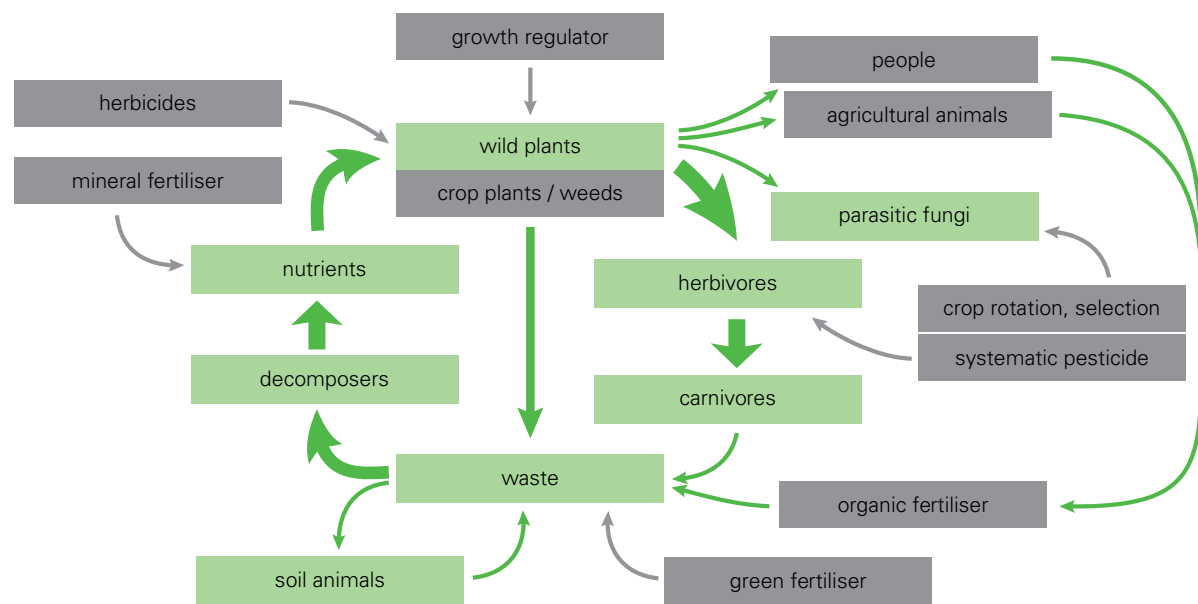 growth regulator
people
herbicides
agricultural animals
wild plants
mineral fertiliser
crop plants / weeds
parasitic fungi
nutrients
herbivores
crop rotation, selection
systematic pesticide
decomposers
carnivores
waste
organic fertiliser
soil animals
green fertiliser